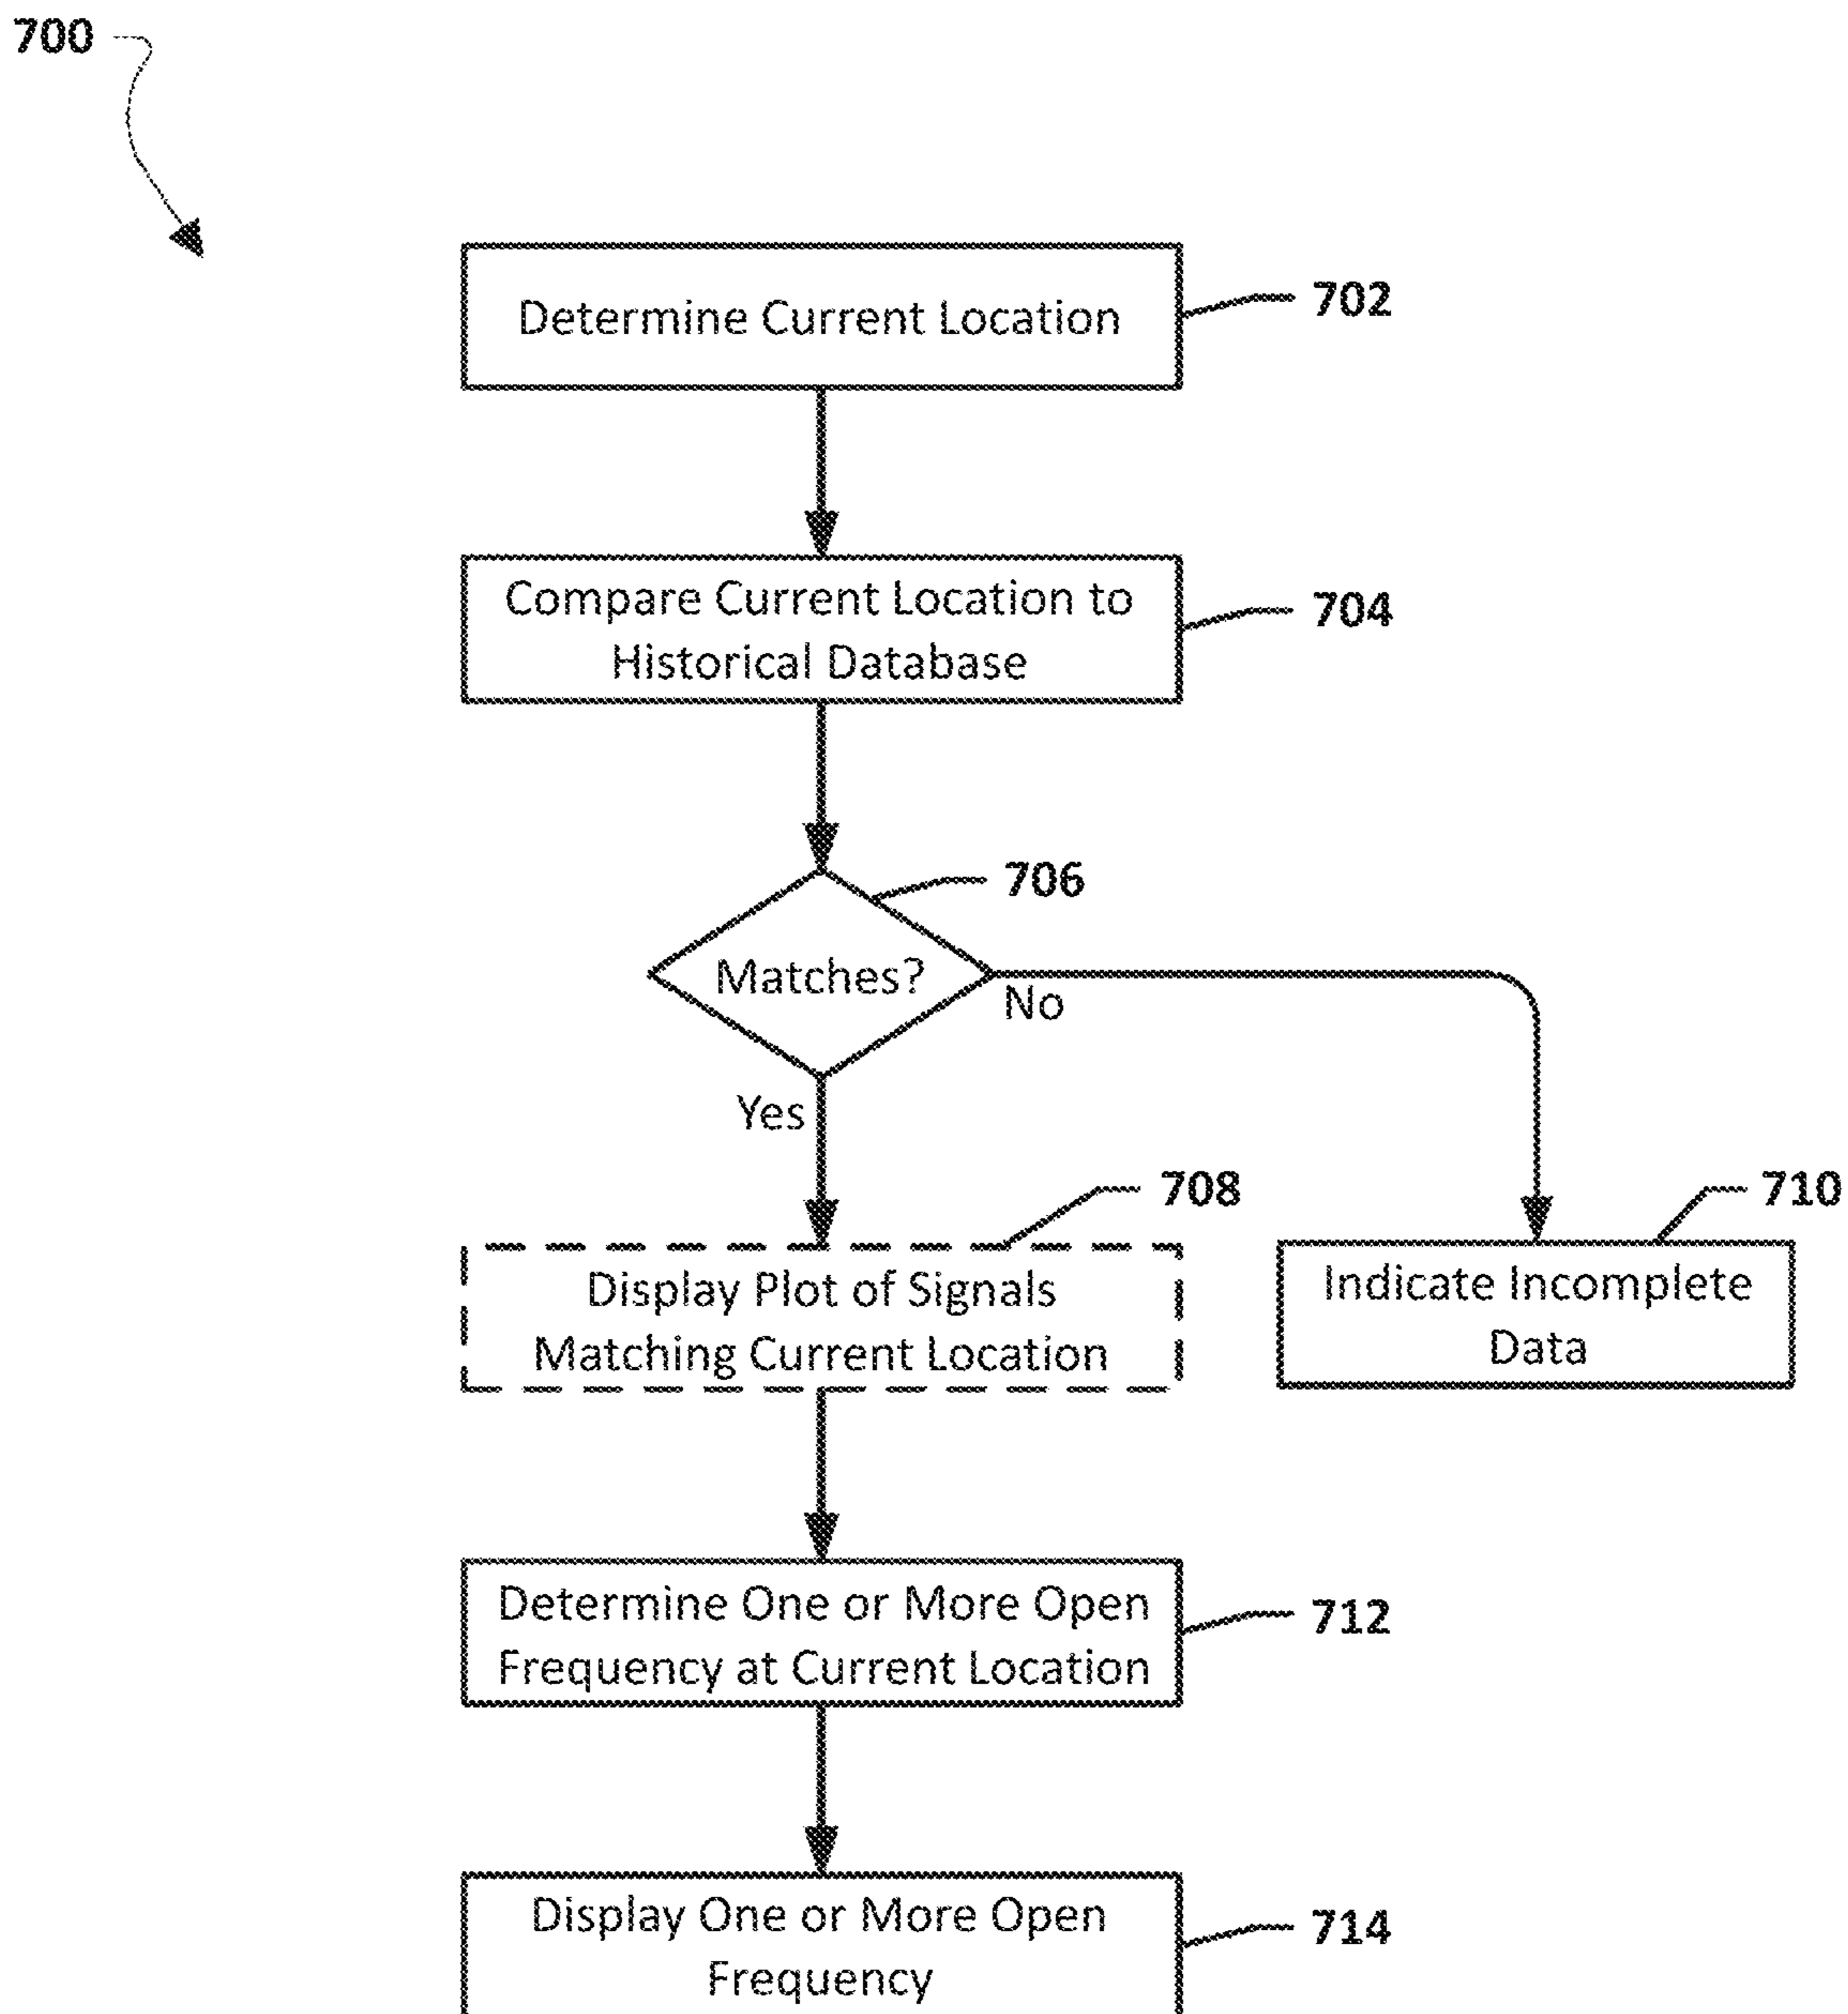 700
Determine Current Location
702
Compare Current Location to
Historical Database
704
706
Matches?
No
Yes
708
710
Display Plot of Signals
Matching Current Location
Indicate Incomplete
Data
Determine One or More Open
Frequency at Current Location
712
Display One or More Open
Frequency
714